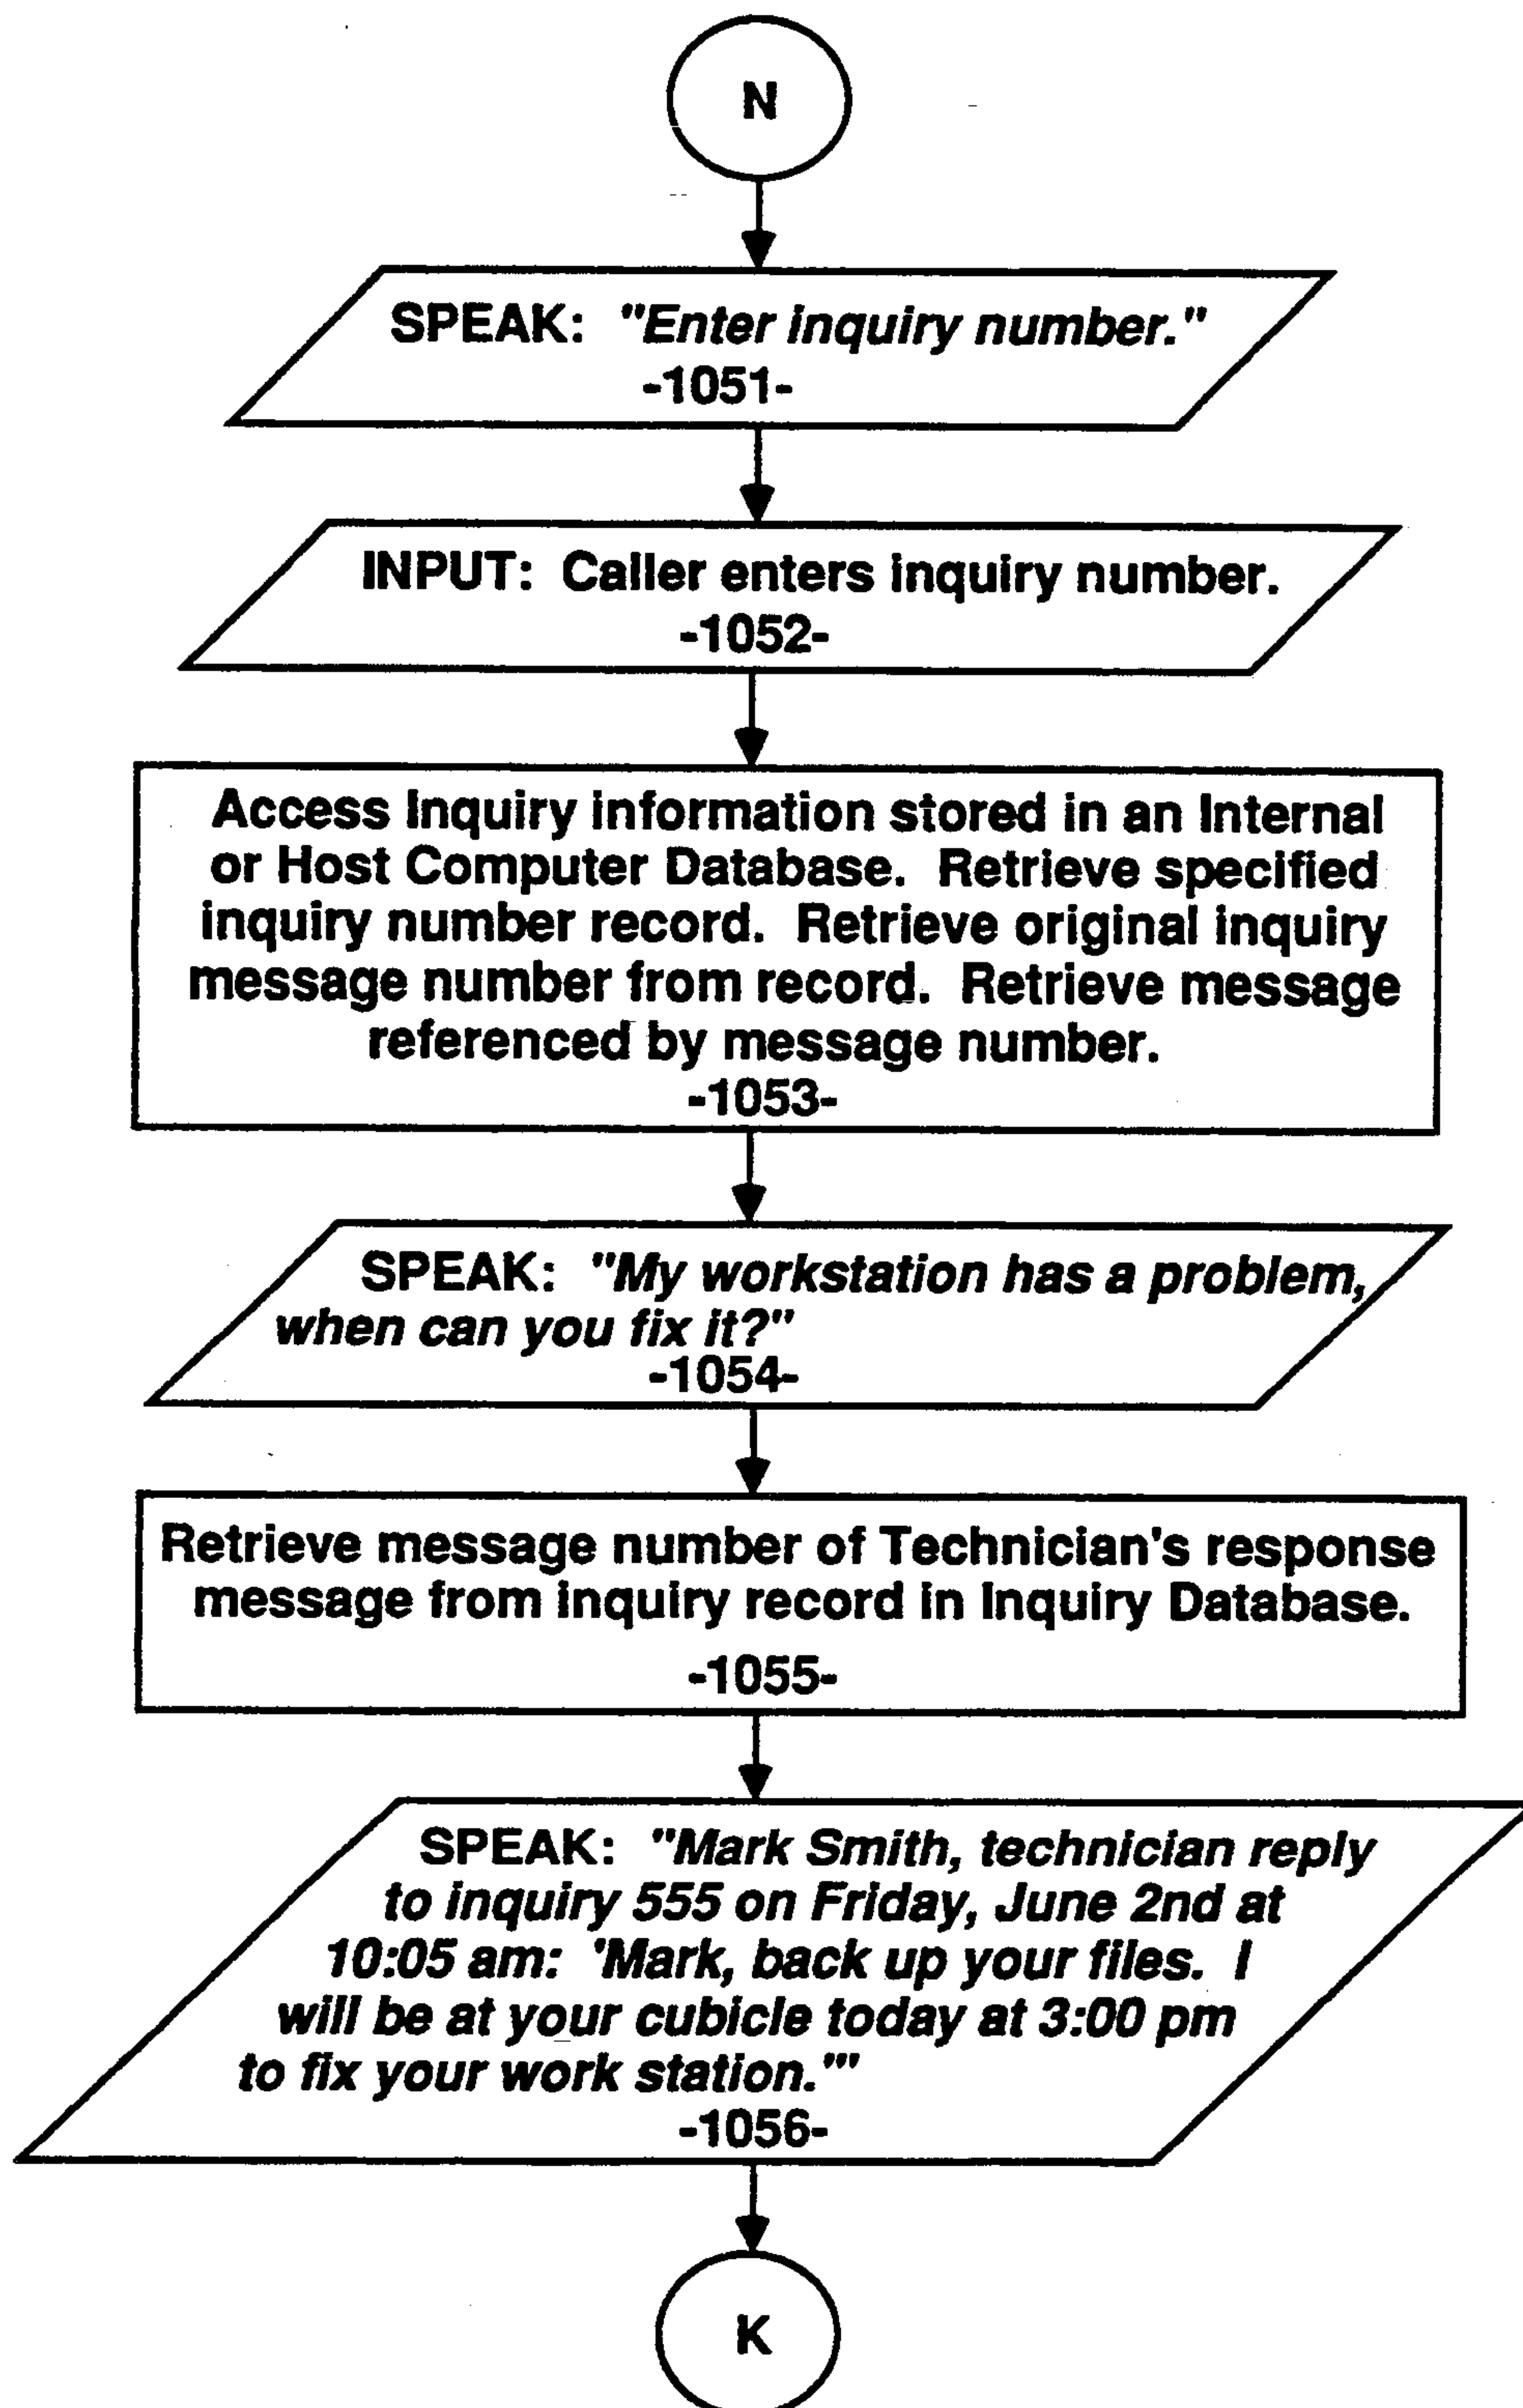 N
SPEAK: "Enter inquiry number."
-1051-
INPUT: Caller enters inquiry number.
-1052-
Access Inquiry information stored in an Internal
or Host Computer Database. Retrieve specified
inquiry number record. Retrieve original inquiry
message number from record. Retrieve message
referenced by message number.
-1053-
SPEAK: "My workstation has a problem,
when can you fix it?"
-1054-
Retrieve message number of Technician's response
message from inquiry record in Inquiry Database.
-1055-
SPEAK: "Mark Smith, technician reply
to inquiry 555 on Friday, June 2nd at
10:05 am: 'Mark, back up your files. I
will be at your cubicle today at 3:00 pm
to fix your work station.'"
-1056-
K